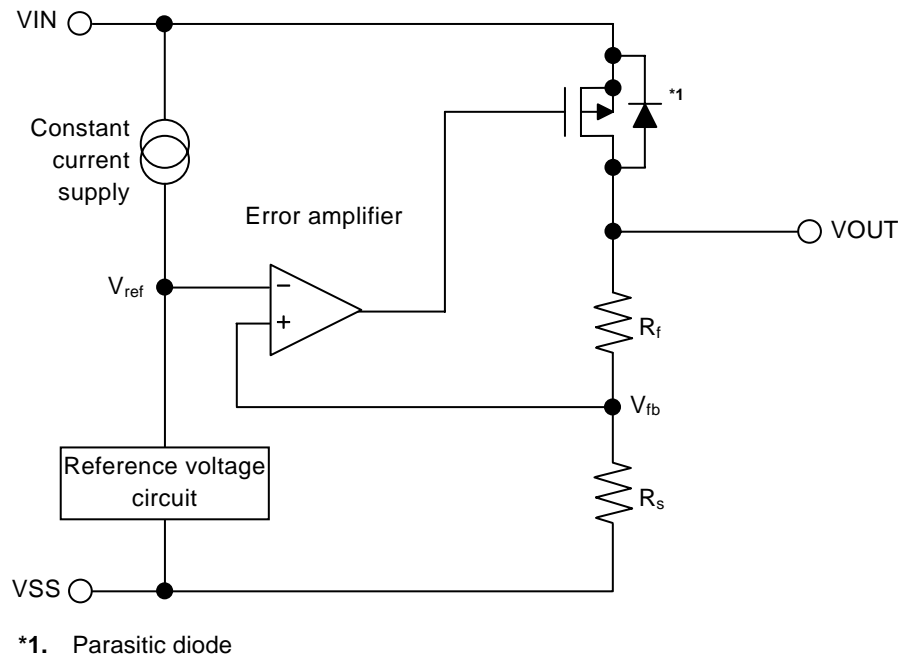 VIN
*1
Constant
current
supply
Error amplifier
VOUT
Vref
−
+
Rf
Vfb
Reference voltage
circuit
Rs
VSS
*1. Parasitic diode